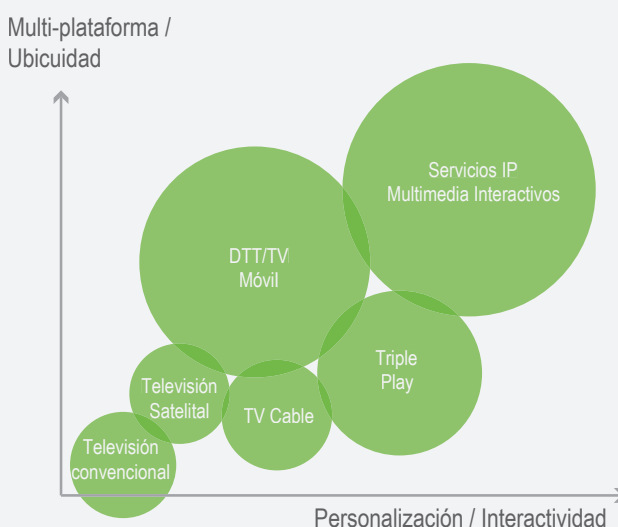 Multi-plataforma /
Ubicuidad
Servicios IP
Multimedia Interactivos
DTT/TV
Móvil
Triple
Play
Televisión
Satelital
TV Cable
Televisión
convencional
Personalización / Interactividad